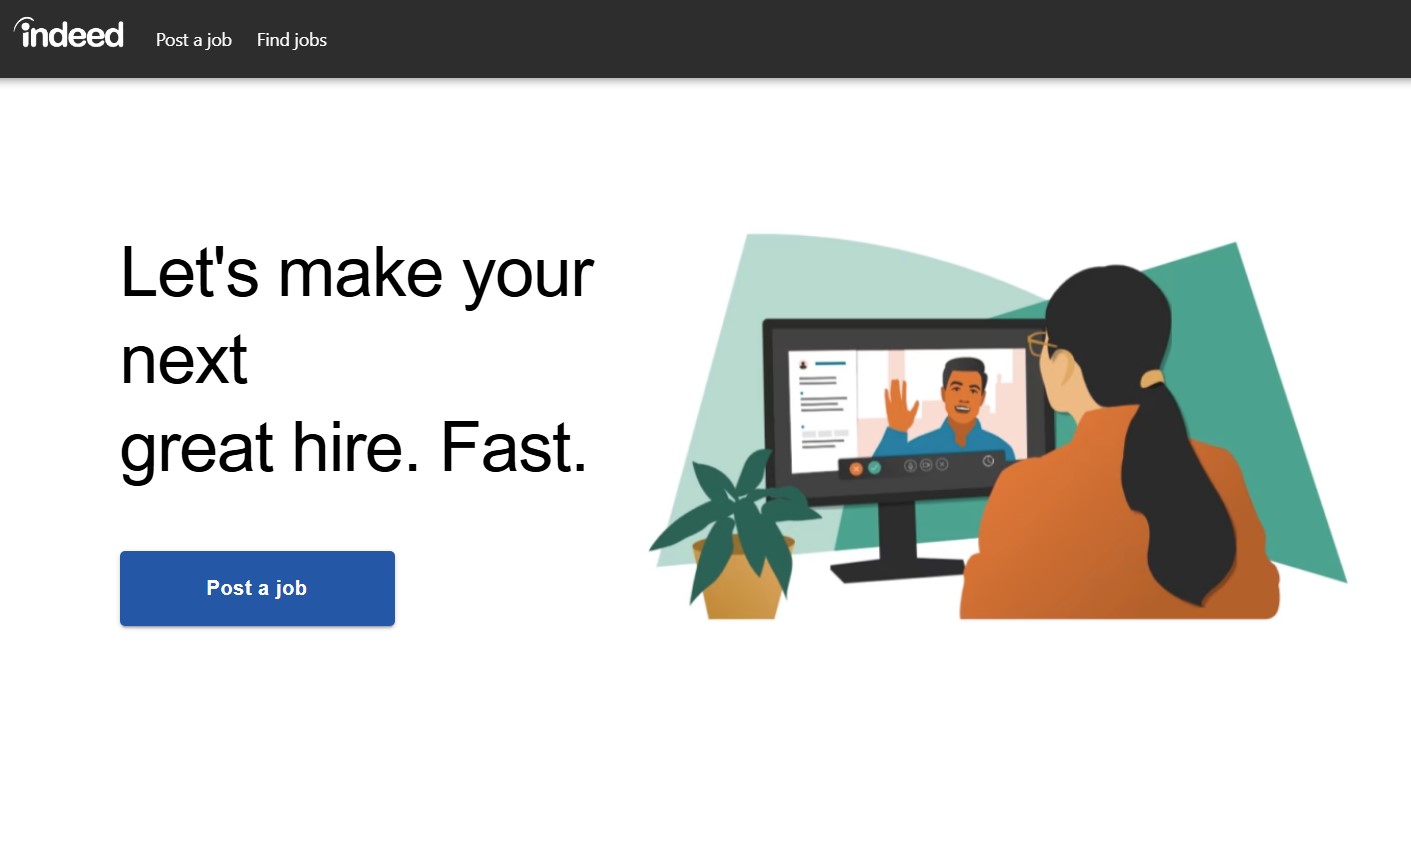 indeed
Post a job
Find jobs
Let's make your
next
great hire. Fast.
Post a job